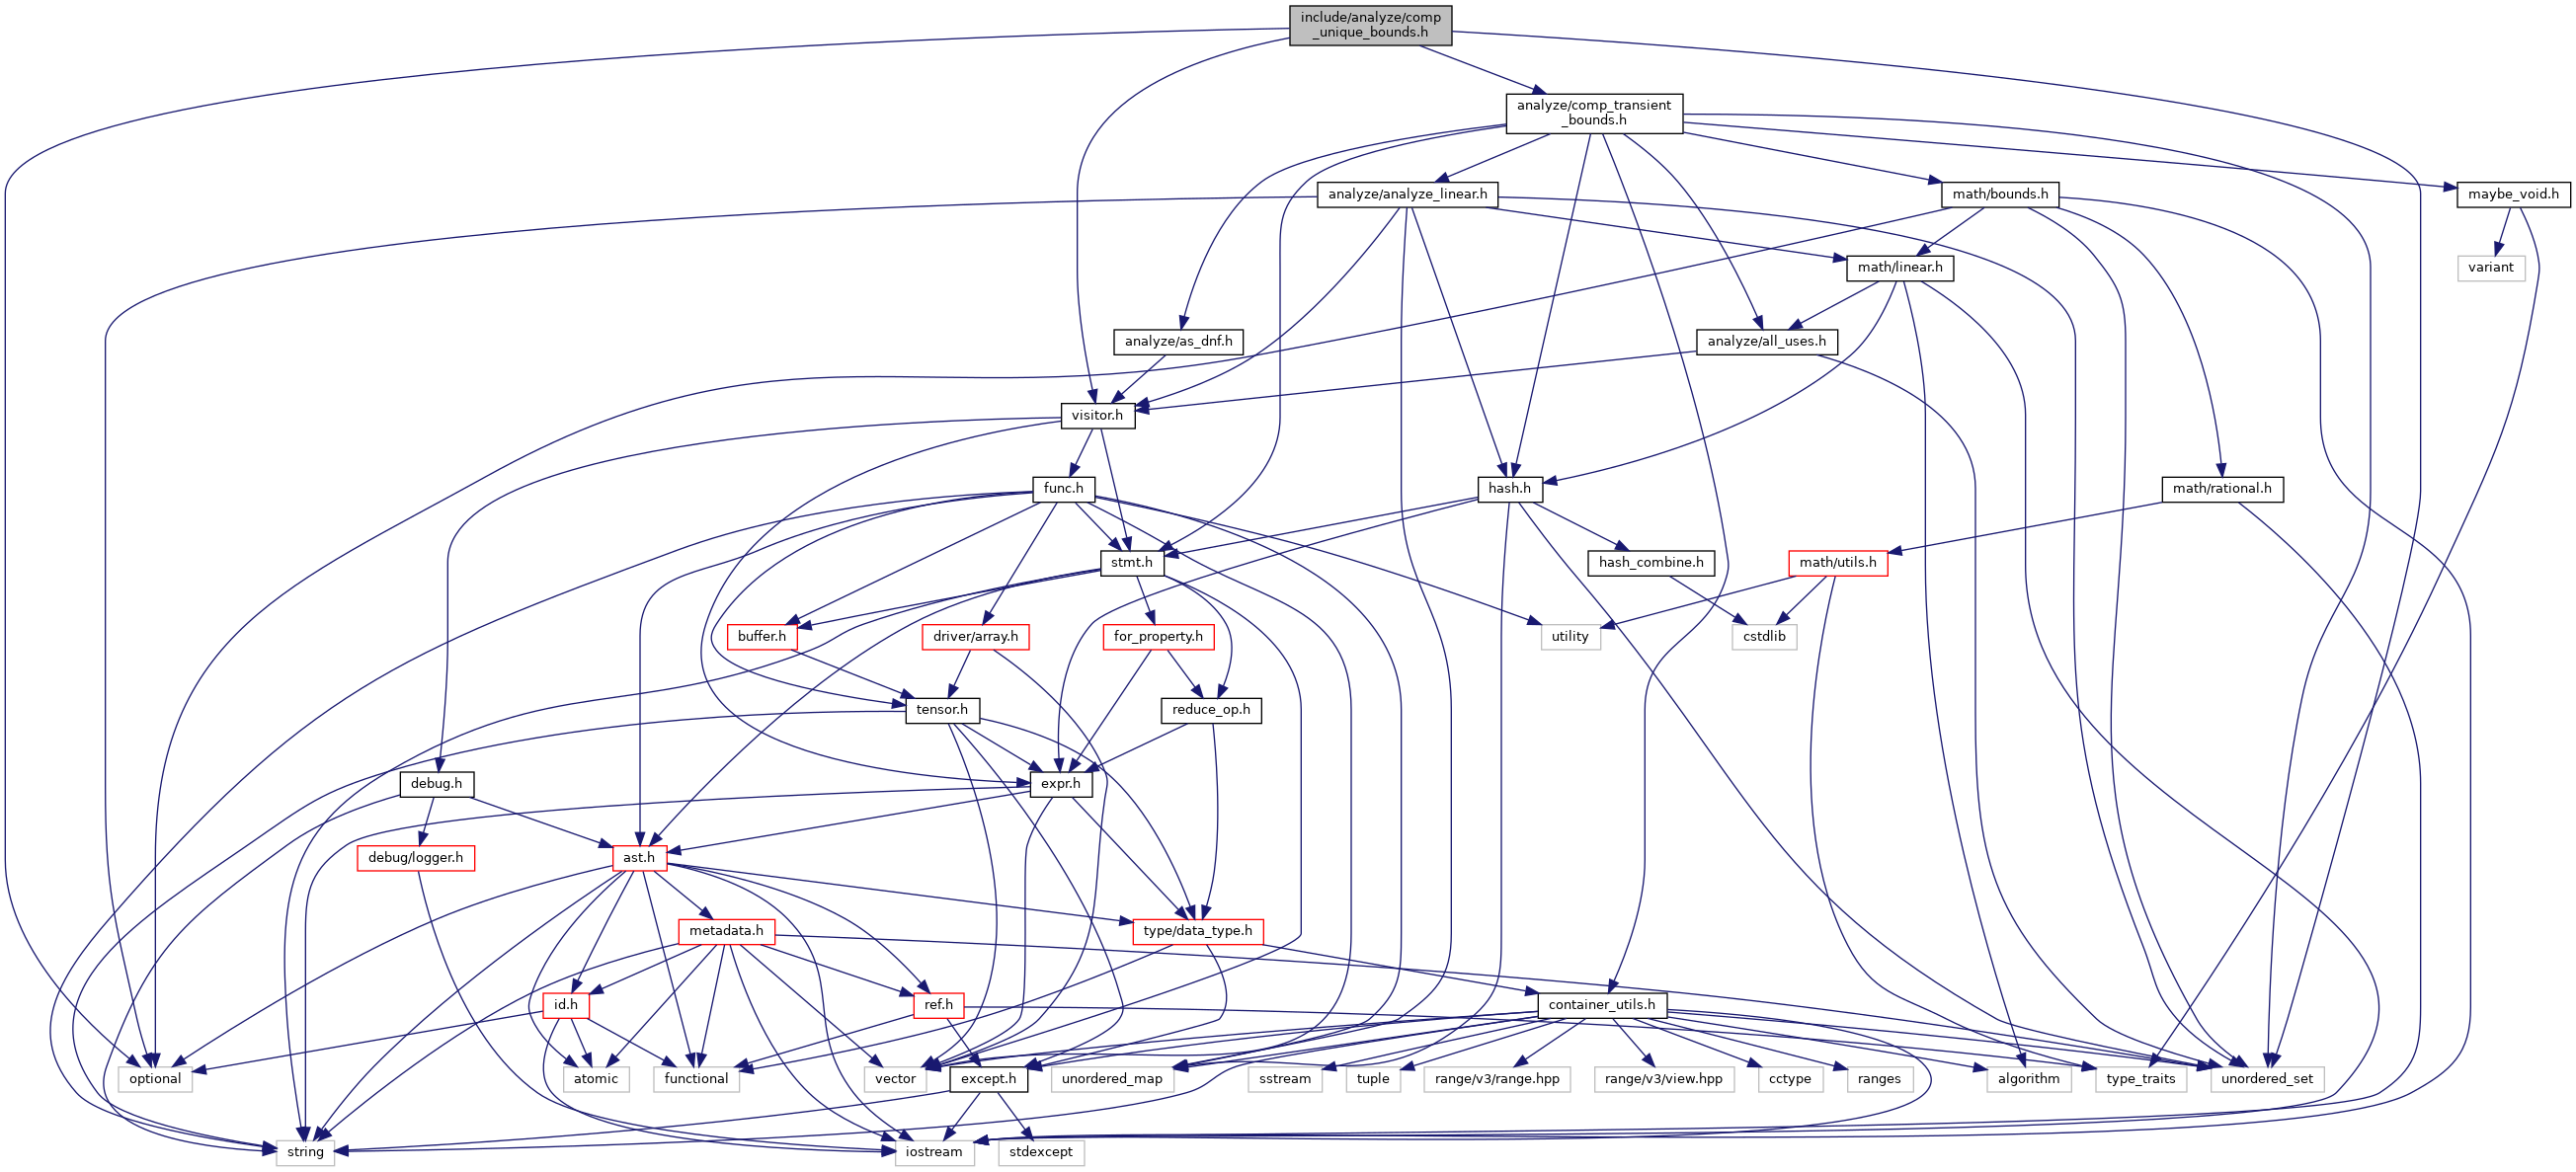 include/analyze/comp
_unique_bounds.h
analyze/comp_transient
_bounds.h
analyze/analyze_linear.h
math/bounds.h
maybe_void.h
math/linear.h
variant
analyze/as_dnf.h
analyze/all_uses.h
visitor.h
func.h
hash.h
math/rational.h
stmt.h
hash_combine.h
math/utils.h
buffer.h
driver/array.h
for_property.h
utility
cstdlib
tensor.h
reduce_op.h
debug.h
expr.h
debug/logger.h
ast.h
metadata.h
type/data_type.h
id.h
ref.h
container_utils.h
optional
atomic
functional
vector
except.h
unordered_map
sstream
tuple
range/v3/range.hpp
range/v3/view.hpp
cctype
ranges
algorithm
type_traits
unordered_set
string
iostream
stdexcept